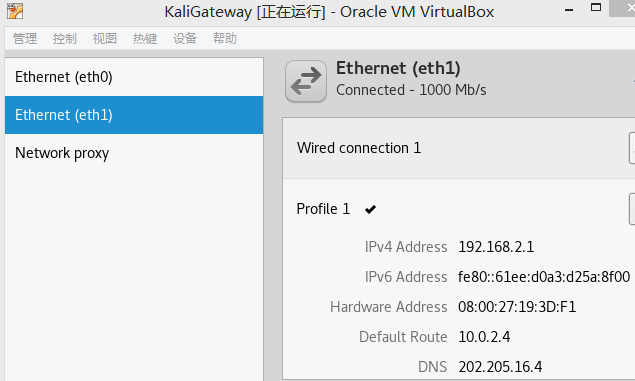 KaliGateway [正在运行] - Oracle VM VirtualBox
管理 控制 视图 热键 设备 帮助
Ethernet (eth0)
Ethernet (eth1)
Network proxy
Ethernet (eth1)
Connected - 1000 Mb/s
Wired connection 1
Profile 1 ✔
IPv4 Address 192.168.2.1
IPv6 Address fe80::61ee:d0a3:d25a:8f00
Hardware Address 08:00:27:19:3D:F1
Default Route 10.0.2.4
DNS 202.205.16.4